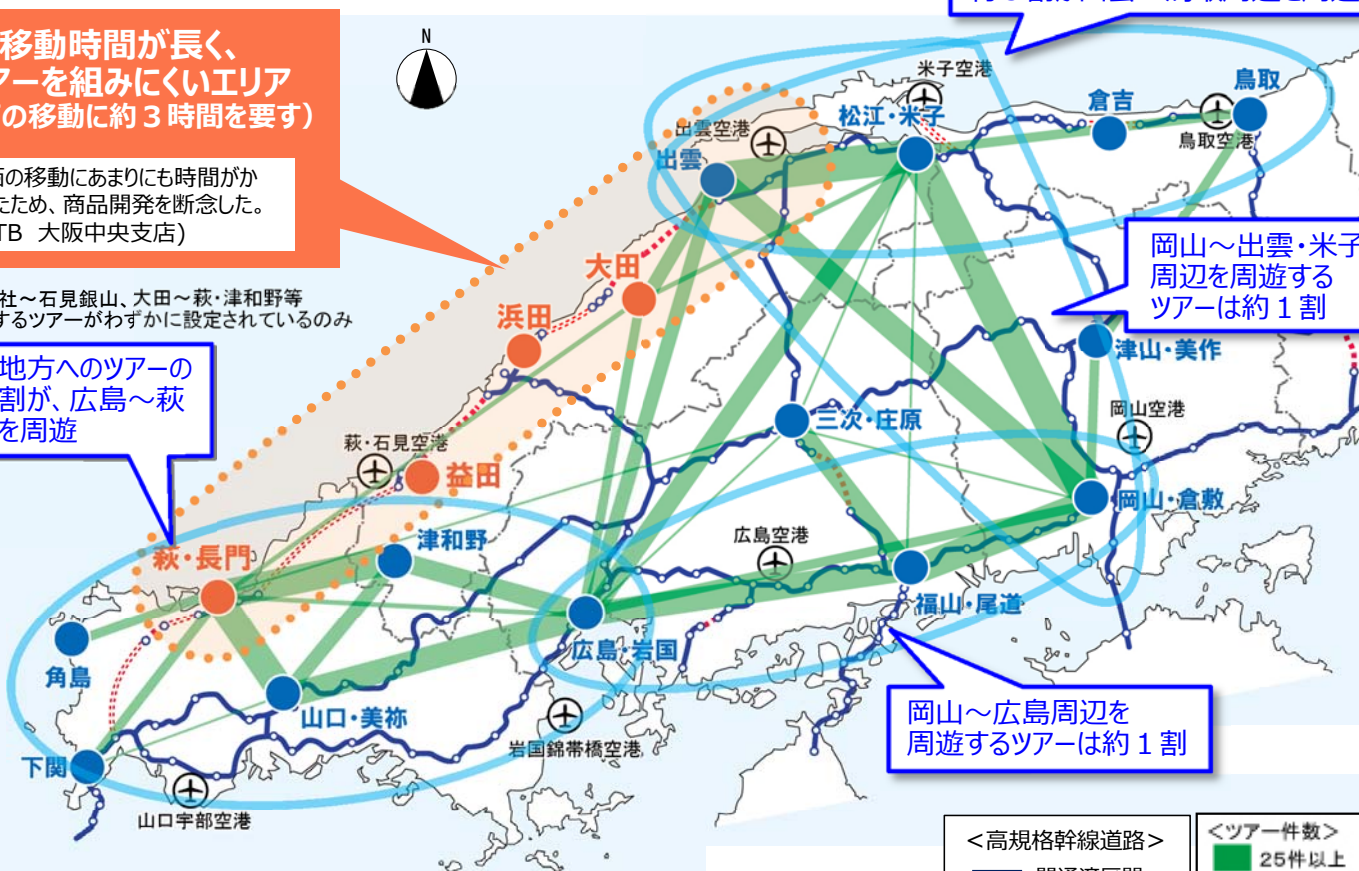 移動時間が長く、
アーを組みにくいエリア
の移動に約３時間を要す)
の移動にあまりにも時間がか
たため、商品開発を断念した。
TB 大阪中央支店)
社～石見銀山、大田～萩・津和野等
するツアーがわずかに設定されているのみ
地方へのツアーの
割が、広島～萩
を周遊
N
米子空港
松江・米子
倉吉
鳥取
鳥取空港
出雲空港
出雲
大田
浜田
萩・石見空港
益田
津和野
萩・長門
角島
下関
山口・美祢
山口宇部空港
岩国錦帯橋空港
広島・岩国
広島空港
三次・庄原
福山・尾道
岡山・倉敷
岡山空港
津山・美作
岡山～出雲・米子
周辺を周遊する
ツアーは約１割
岡山～広島周辺を
周遊するツアーは約１割
＜高規格幹線道路＞
＜ツアー件数＞
25件以上